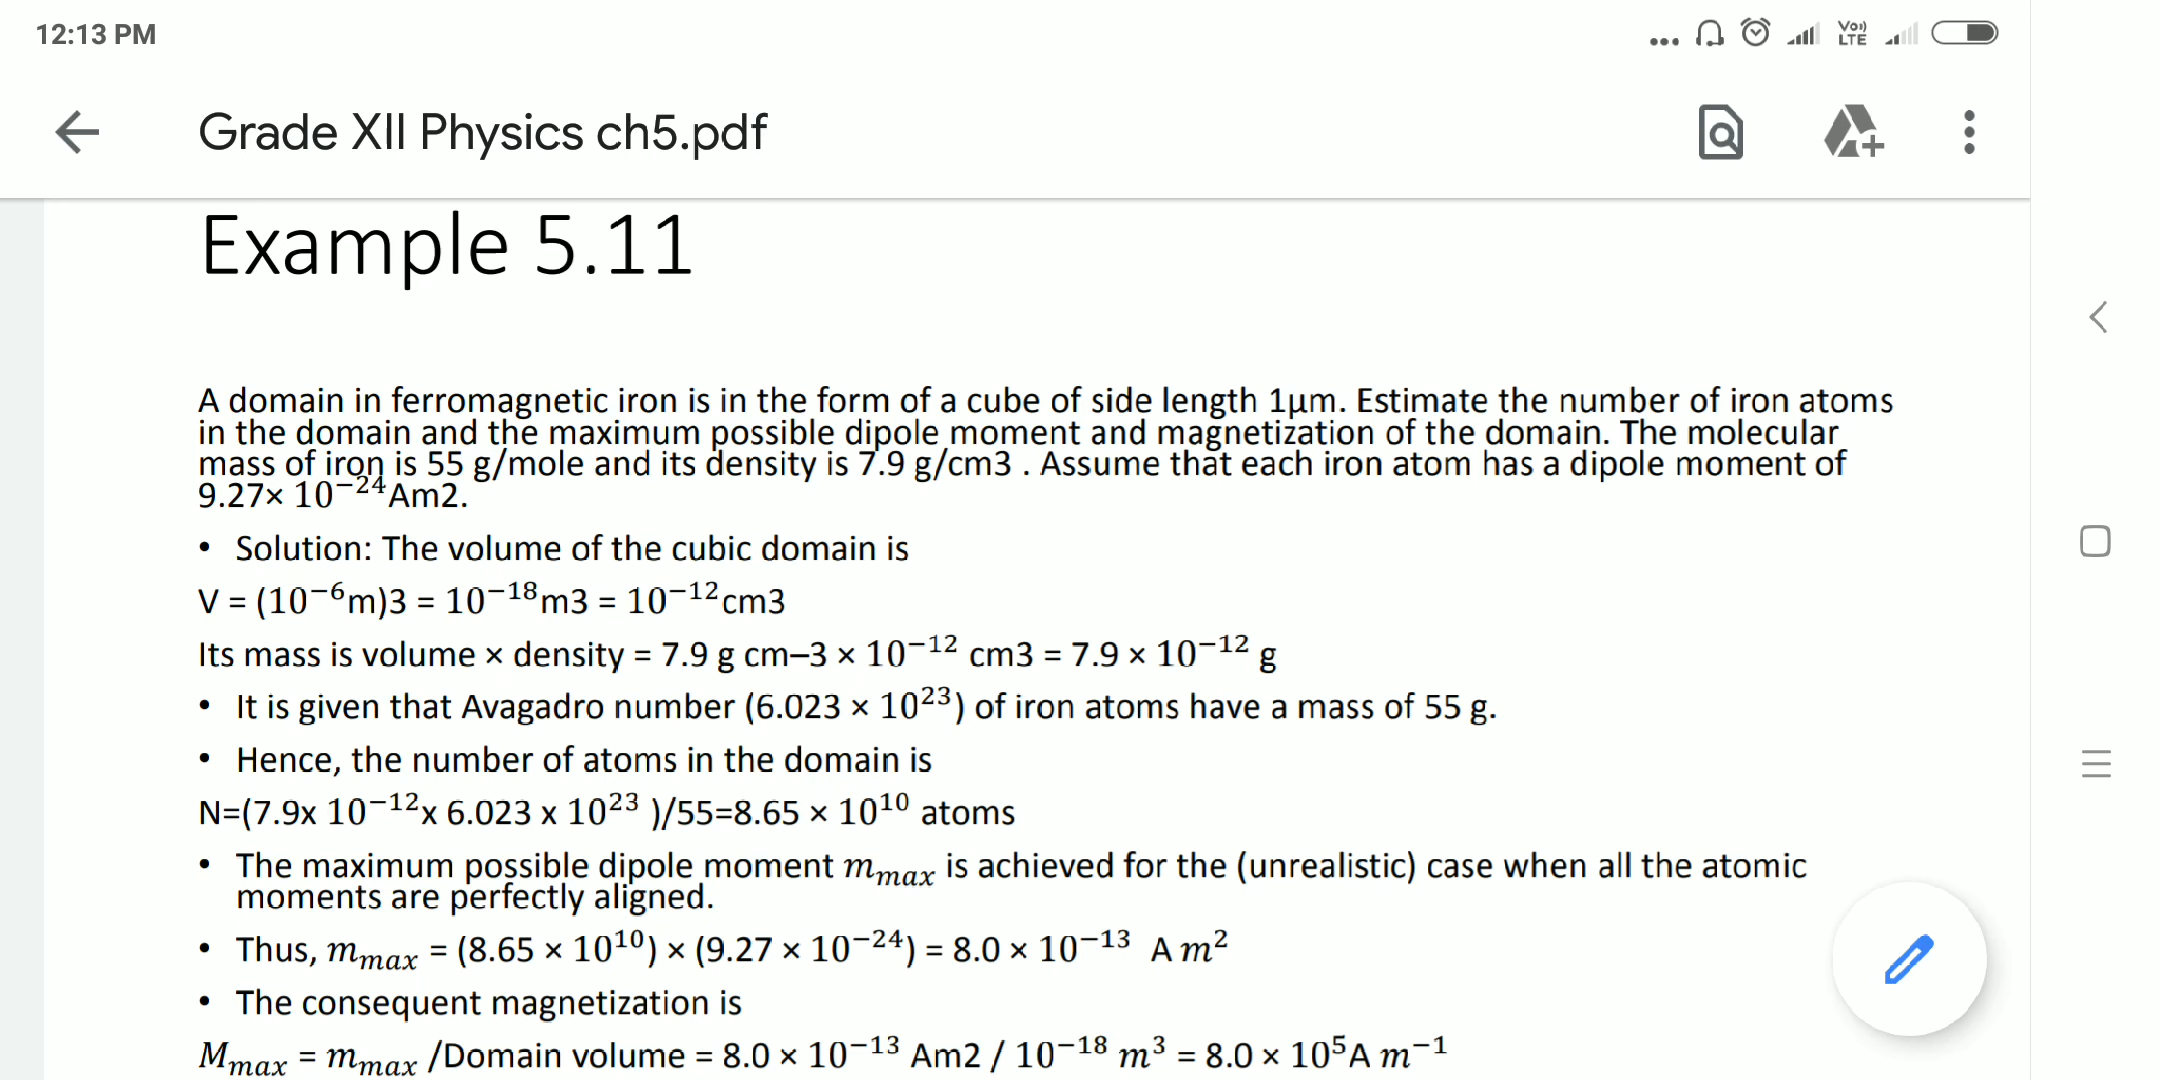 12:13 PM
... Vo)) LTE
Grade XII Physics ch5.pdf
Example 5.11
A domain in ferromagnetic iron is in the form of a cube of side length 1μm. Estimate the number of iron atoms
in the domain and the maximum possible dipole moment and magnetization of the domain. The molecular
mass of iron is 55 g/mole and its density is 7.9 g/cm3 . Assume that each iron atom has a dipole moment of
9.27× 10⁻²⁴Am2.
• Solution: The volume of the cubic domain is
V = (10⁻⁶m)3 = 10⁻¹⁸m3 = 10⁻¹²cm3
Its mass is volume × density = 7.9 g cm–3 × 10⁻¹² cm3 = 7.9 × 10⁻¹² g
• It is given that Avagadro number (6.023 × 10²³) of iron atoms have a mass of 55 g.
• Hence, the number of atoms in the domain is
N=(7.9x 10⁻¹²x 6.023 x 10²³ )/55=8.65 × 10¹⁰ atoms
• The maximum possible dipole moment mₘₐₓ is achieved for the (unrealistic) case when all the atomic
moments are perfectly aligned.
• Thus, mₘₐₓ = (8.65 × 10¹⁰) × (9.27 × 10⁻²⁴) = 8.0 × 10⁻¹³ A m²
• The consequent magnetization is
Mₘₐₓ = mₘₐₓ /Domain volume = 8.0 × 10⁻¹³ Am2 / 10⁻¹⁸ m³ = 8.0 × 10⁵A m⁻¹